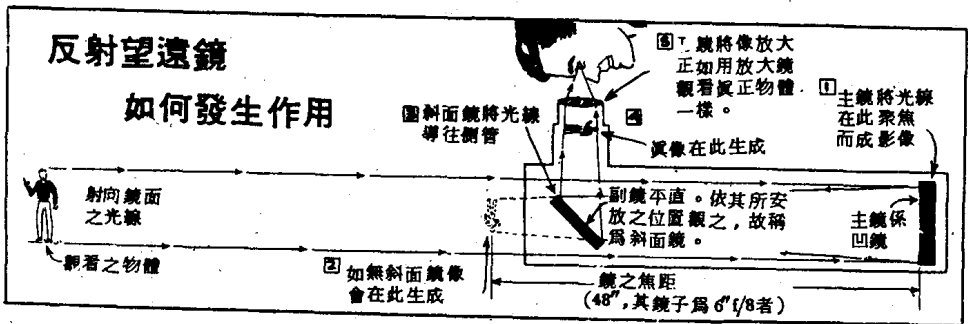 反射望遠鏡
如何發生作用
射向鏡面
之光線
觀看之物體
2 如無斜面鏡像
會在此生成
3 斜面鏡將光線
導往側管
4
真像在此生成
5 鏡將像放大
正如用放大鏡
觀看眞正物體
一樣。
1 主鏡將光線
在此聚焦
而成影像
副鏡平直。依其所安
放之位置觀之,故稱
爲斜面鏡。
主鏡係
凹鏡
鏡之焦距
(48",其鏡子爲6"f/8者)